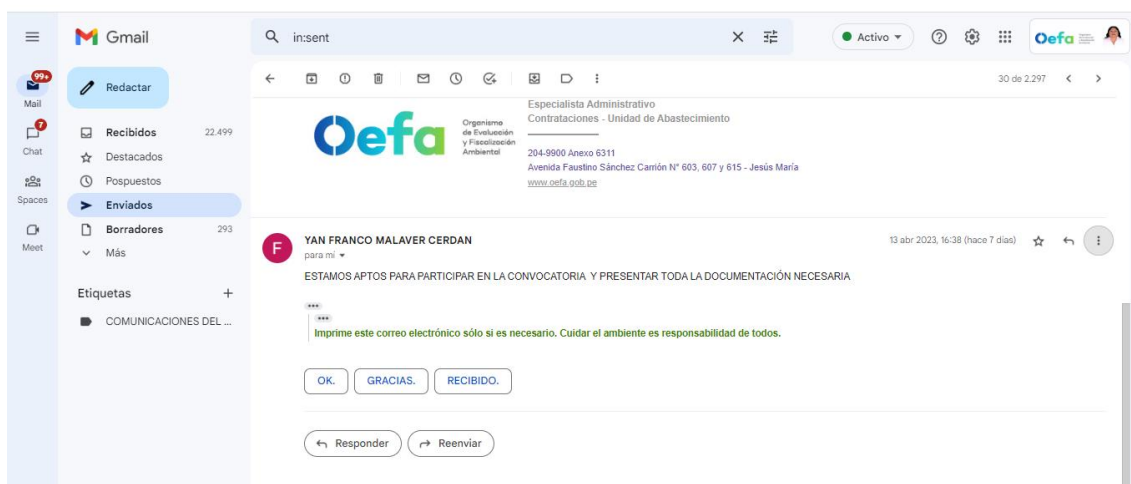 Gmail
in:sent
Activo
Oefa
99+
Mail
7
Chat
Spaces
Meet
Redactar
Recibidos 22.499
Destacados
Pospuestos
Enviados
Borradores 293
Más
Etiquetas +
COMUNICACIONES DEL ...
30 de 2.297
Oefa
Organismo
de Evaluación
y Fiscalización
Ambiental
Especialista Administrativo
Contrataciones - Unidad de Abastecimiento
204-9900 Anexo 6311
Avenida Faustino Sánchez Carrión N° 603, 607 y 615 - Jesús María
www.oefa.gob.pe
F
YAN FRANCO MALAVER CERDAN
13 abr 2023, 16:38 (hace 7 días)
para mí
ESTAMOS APTOS PARA PARTICIPAR EN LA CONVOCATORIA Y PRESENTAR TODA LA DOCUMENTACIÓN NECESARIA
Imprime este correo electrónico sólo si es necesario. Cuidar el ambiente es responsabilidad de todos.
OK. GRACIAS. RECIBIDO.
Responder Reenviar